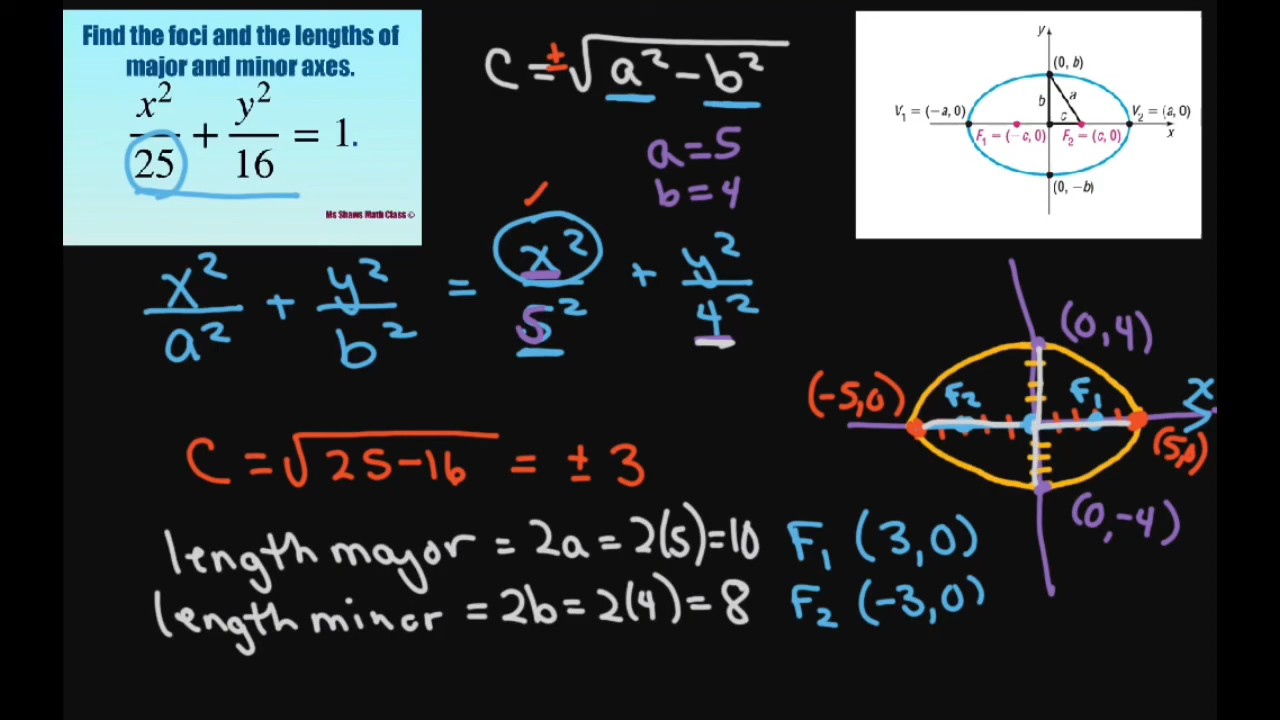 Find the foci and the lengths of
major and minor axes.
x²/25 + y²/16 = 1.
Ms Shaws Math Class ©
C = ±√(a² − b²)
a = 5
b = 4
y
(0, b)
V₁ = (−a, 0)
b
a
c
V₂ = (a, 0)
x
F₁ = (−c, 0)
F₂ = (c, 0)
(0, −b)
x²/a² + y²/b² = x²/5² + y²/4²
(0, 4)
(-5, 0)
F₂
F₁
x
(5, 0)
(0, -4)
C = √(25−16) = ± 3
length major = 2a = 2(5) = 10
F₁ (3, 0)
length minor = 2b = 2(4) = 8
F₂ (-3, 0)